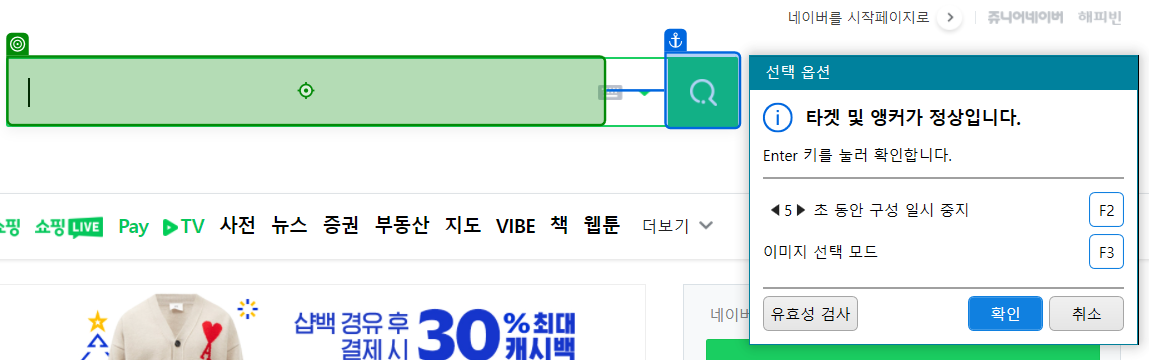 네이버를 시작페이지로
쥬니어네이버 해피빈
선택 옵션
타겟 및 앵커가 정상입니다.
Enter 키를 눌러 확인합니다.
5 초 동안 구성 일시 중지 F2
이미지 선택 모드 F3
유효성 검사 확인 취소
쇼핑 쇼핑LIVE Pay TV 사전 뉴스 증권 부동산 지도 VIBE 책 웹툰 더보기
샵백 경유 후 결제 시 30% 최대 캐시백
네이버